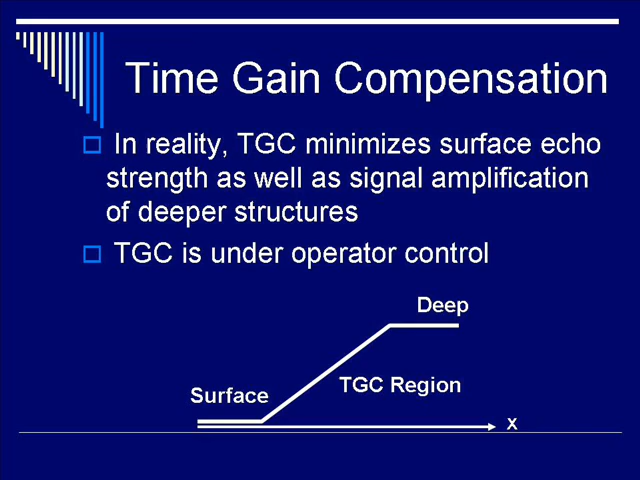 Time Gain Compensation
In reality, TGC minimizes surface echo
strength as well as signal amplification
of deeper structures
TGC is under operator control
Deep
TGC Region
Surface
X